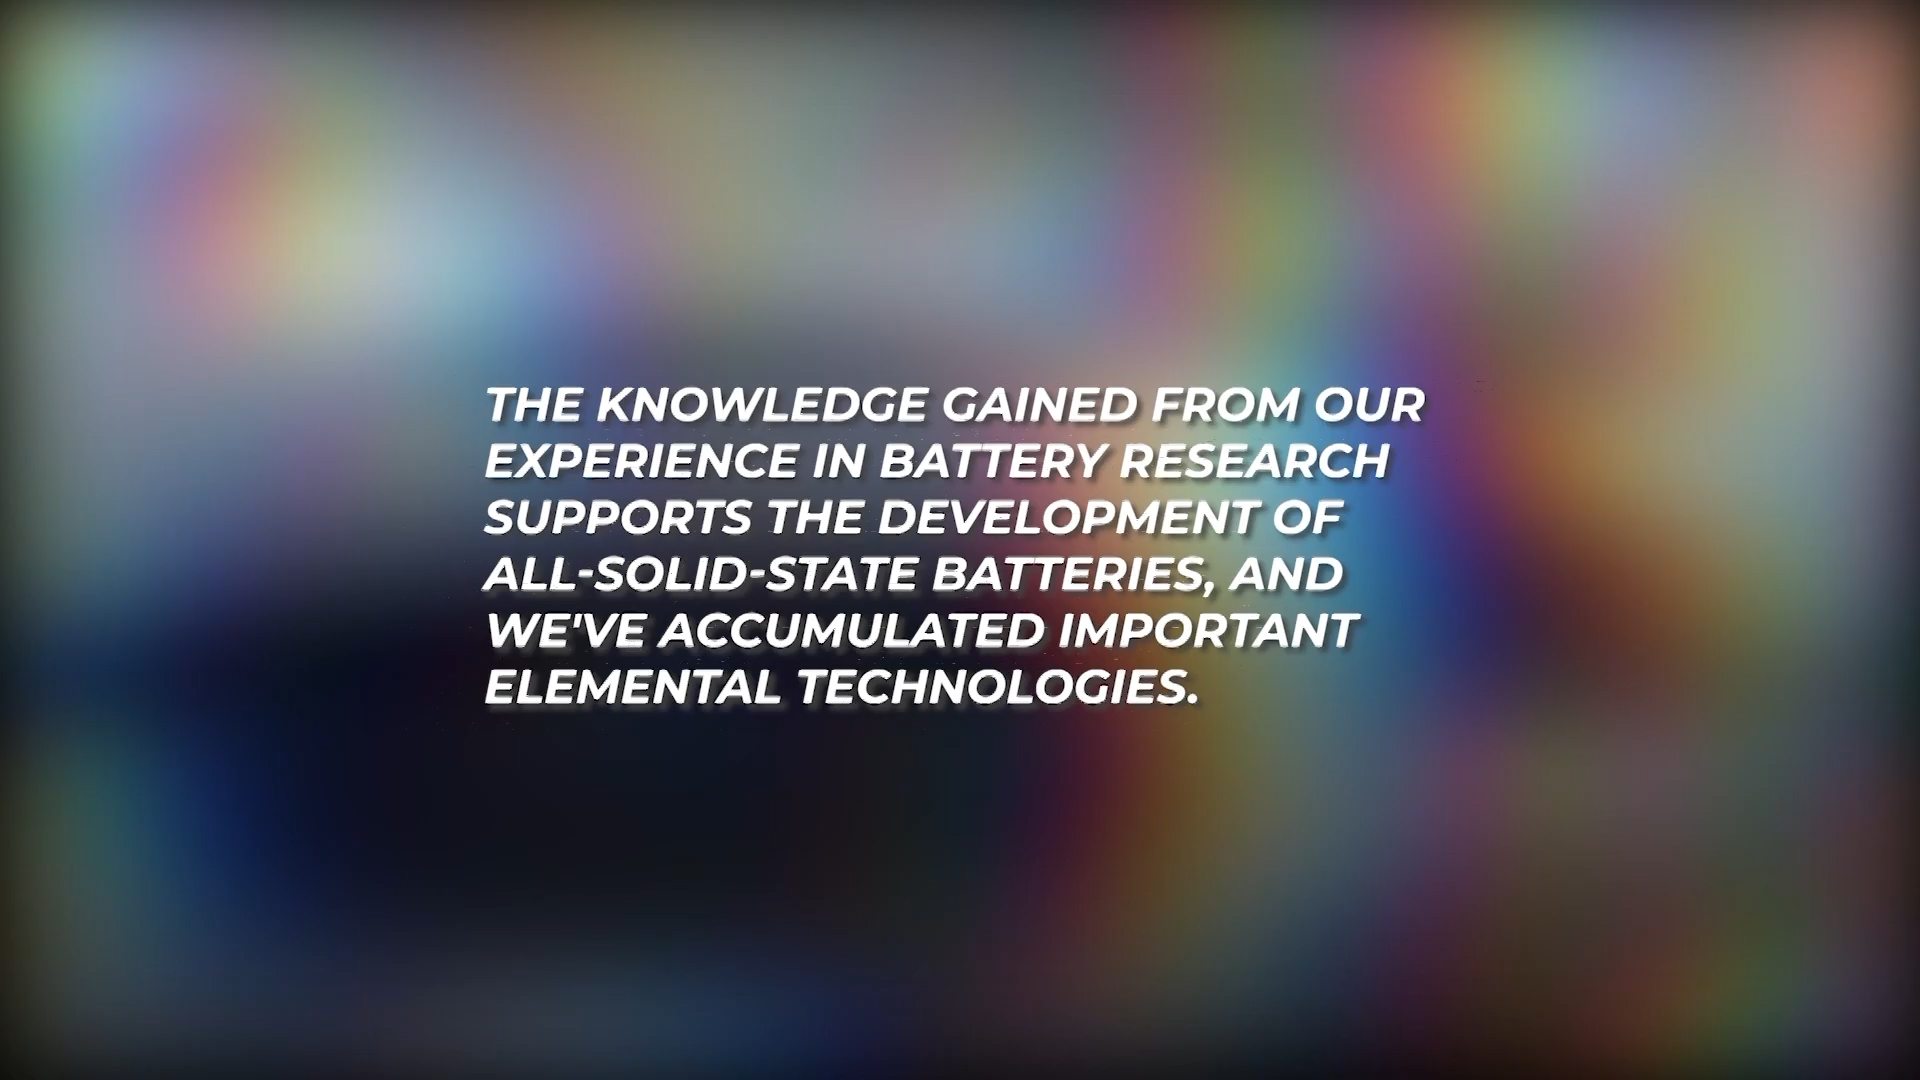 THE KNOWLEDGE GAINED FROM OUR
EXPERIENCE IN BATTERY RESEARCH
SUPPORTS THE DEVELOPMENT OF
ALL-SOLID-STATE BATTERIES, AND
WE'VE ACCUMULATED IMPORTANT
ELEMENTAL TECHNOLOGIES.